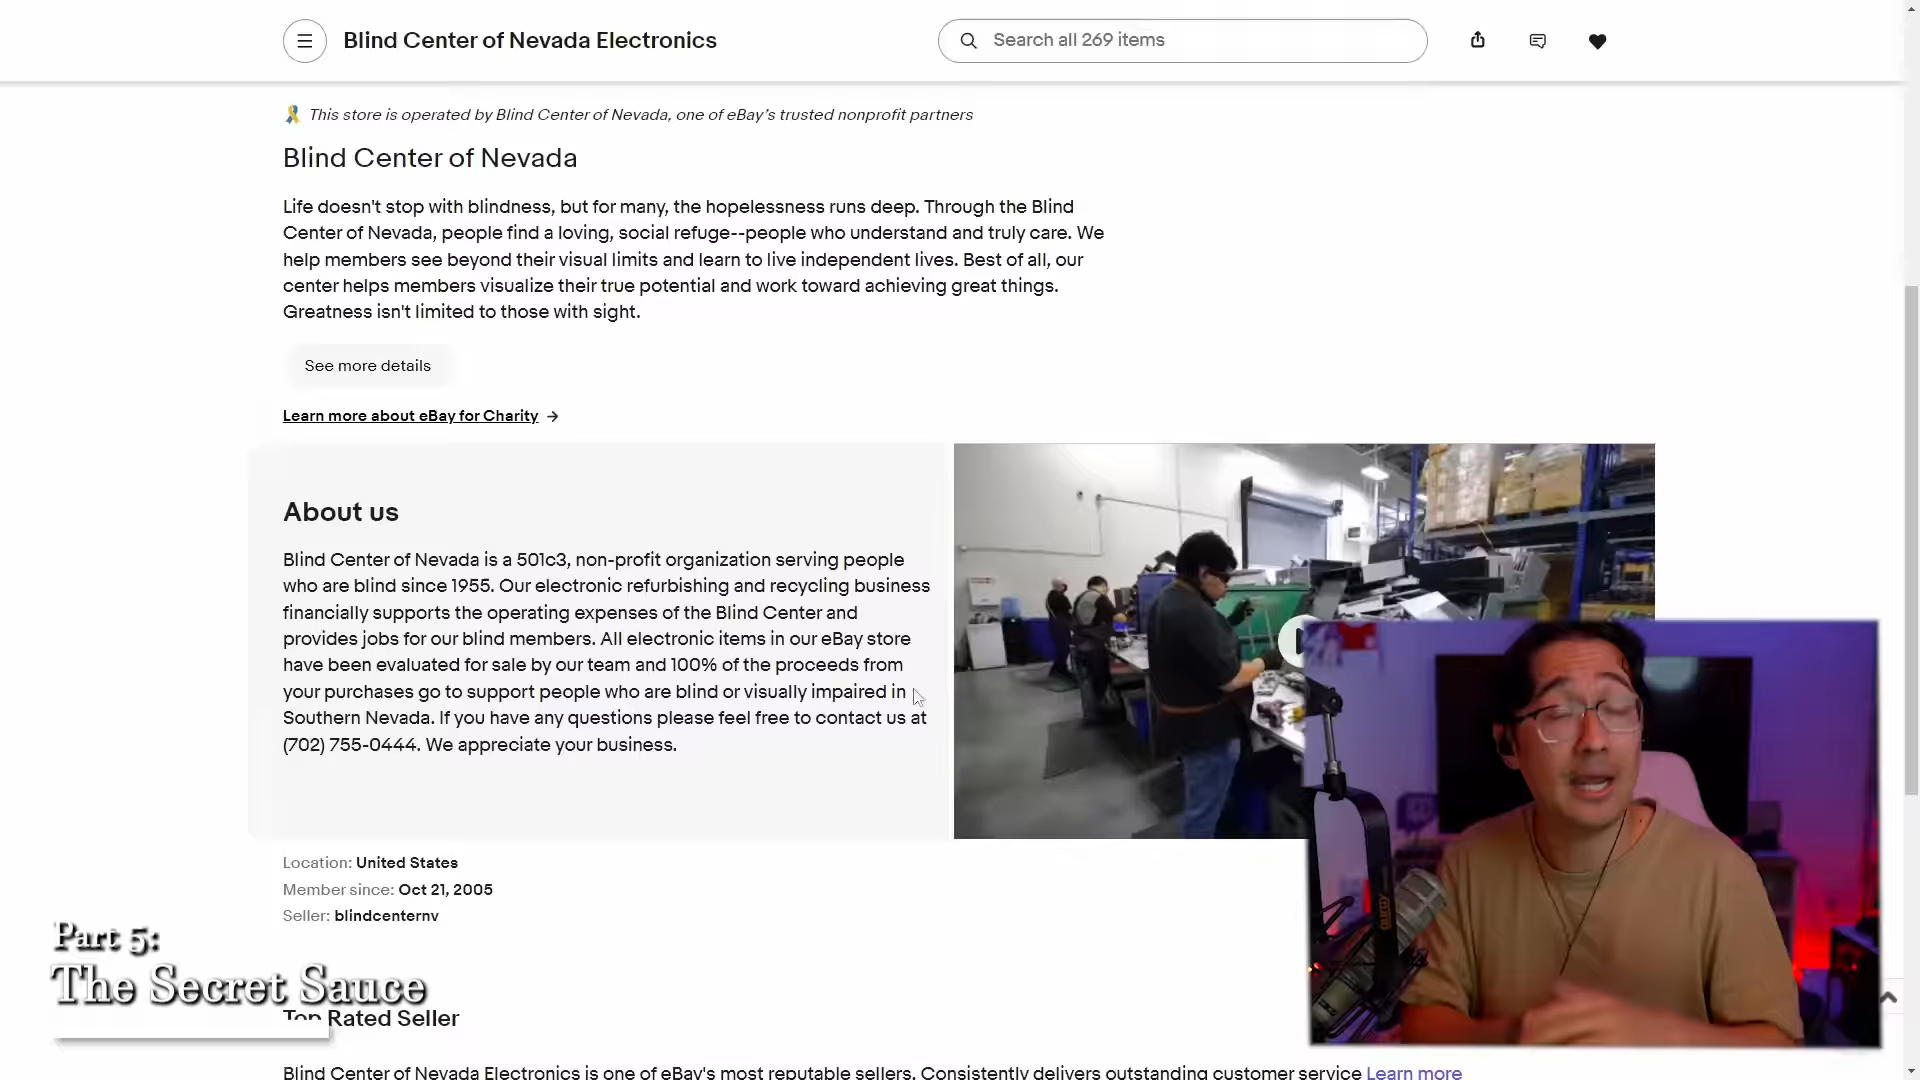 Blind Center of Nevada Electronics
Search all 269 items
This store is operated by Blind Center of Nevada, one of eBay's trusted nonprofit partners
Blind Center of Nevada
Life doesn't stop with blindness, but for many, the hopelessness runs deep. Through the Blind
Center of Nevada, people find a loving, social refuge--people who understand and truly care. We
help members see beyond their visual limits and learn to live independent lives. Best of all, our
center helps members visualize their true potential and work toward achieving great things.
Greatness isn't limited to those with sight.
See more details
Learn more about eBay for Charity
About us
Blind Center of Nevada is a 501c3, non-profit organization serving people
who are blind since 1955. Our electronic refurbishing and recycling business
financially supports the operating expenses of the Blind Center and
provides jobs for our blind members. All electronic items in our eBay store
have been evaluated for sale by our team and 100% of the proceeds from
your purchases go to support people who are blind or visually impaired in
Southern Nevada. If you have any questions please feel free to contact us at
(702) 755-0444. We appreciate your business.
Location: United States
Member since: Oct 21, 2005
Seller: blindcenternv
Part 5:
The Secret Sauce
Top Rated Seller
Blind Center of Nevada Electronics is one of eBay's most reputable sellers. Consistently delivers outstanding customer service Learn more